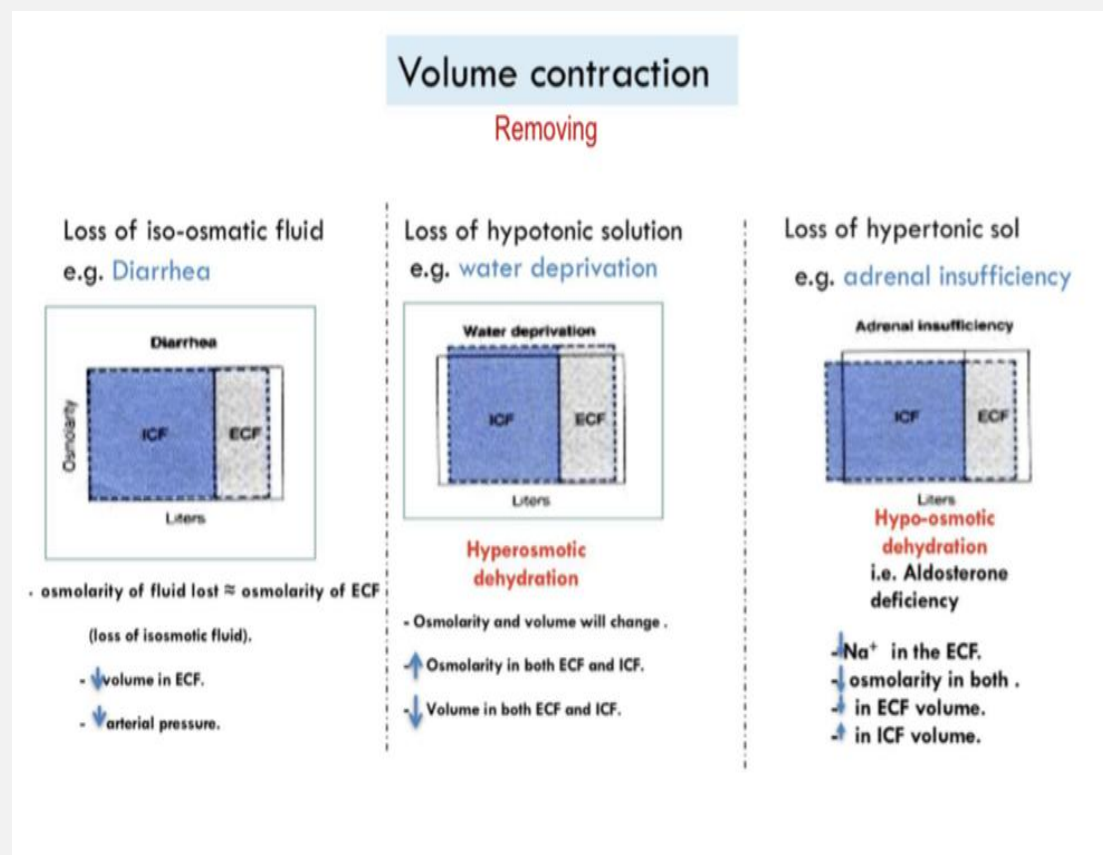 Volume contraction
Removing
Loss of iso-osmatic fluid
e.g. Diarrhea
Diarrhea
Osmolarity
ICF
ECF
Liters
- osmolarity of fluid lost ≈ osmolarity of ECF
(loss of isosmotic fluid).
- ↓volume in ECF.
- ↓arterial pressure.
Loss of hypotonic solution
e.g. water deprivation
Water deprivation
ICF
ECF
Liters
Hyperosmotic
dehydration
- Osmolarity and volume will change .
-↑ Osmolarity in both ECF and ICF.
-↓ Volume in both ECF and ICF.
Loss of hypertonic sol
e.g. adrenal insufficiency
Adrenal insufficiency
ICF
ECF
Liters
Hypo-osmotic
dehydration
i.e. Aldosterone
deficiency
-↓Na⁺ in the ECF.
-↓ osmolarity in both .
-↓ in ECF volume.
-↑ in ICF volume.